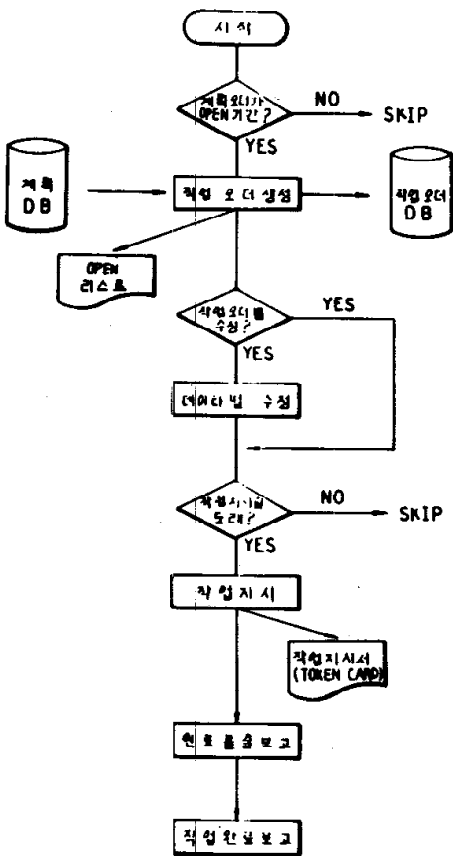 시작
계획오더가
OPEN기간?
NO
SKIP
YES
계획
DB
작업 오더 생성
작업오더
DB
OPEN
리스트
작업오더를
수정?
YES
YES
데이타 및 수정
작업지시일
도래?
NO
SKIP
YES
작업지시
작업지시서
(TOKEN CARD)
원료불출보고
작업완료보고